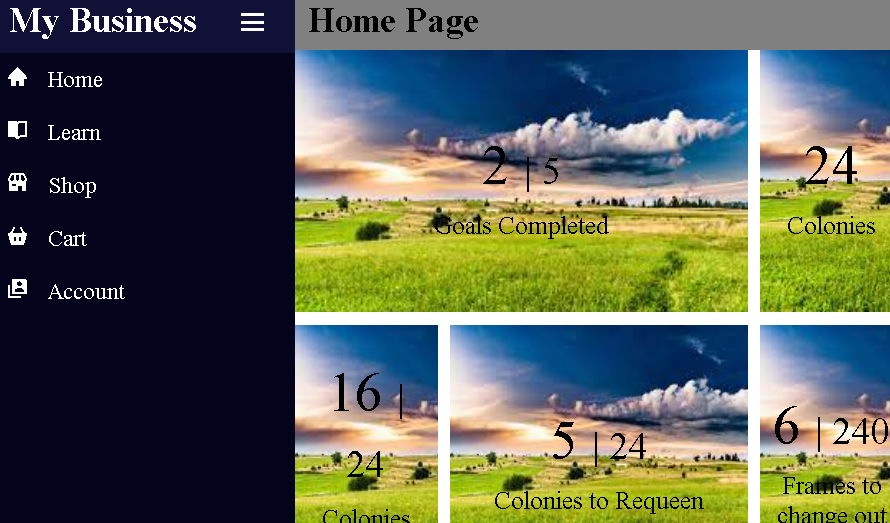 My Business
Home
Learn
Shop
Cart
Account
Home Page
2 | 5
Goals Completed
24
Colonies
16 |
24
Colonies
5 | 24
Colonies to Requeen
6 | 240
Frames to
change out